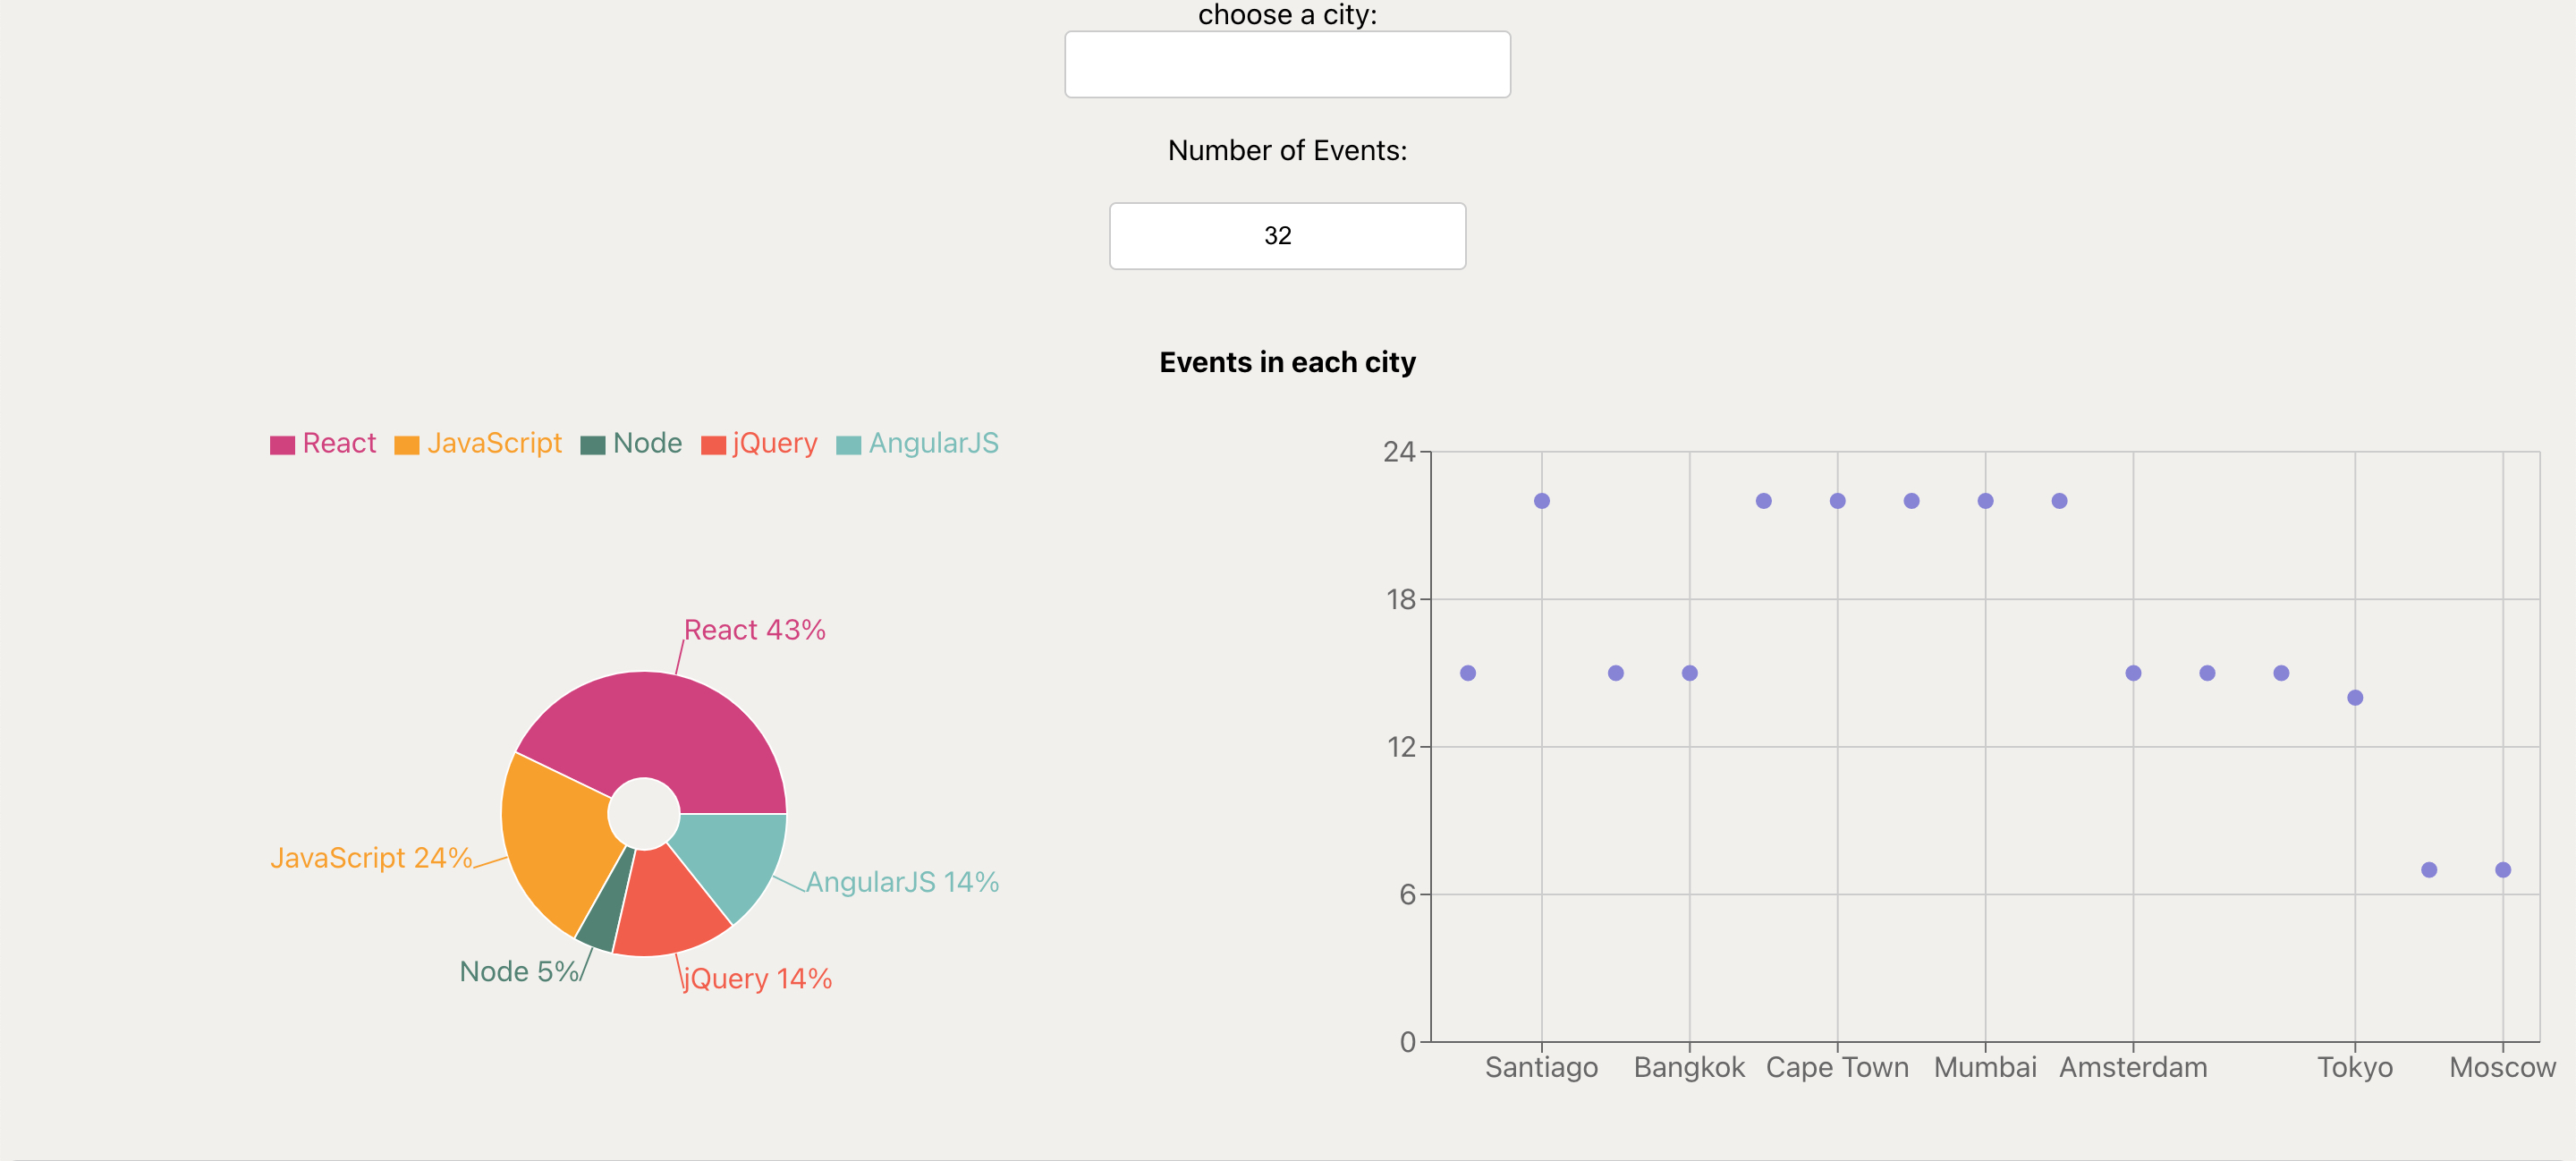 choose a city:
Number of Events:
32
Events in each city
React JavaScript Node jQuery AngularJS
React 43%
JavaScript 24%
AngularJS 14%
Node 5%
jQuery 14%
24
18
12
6
0
Santiago Bangkok Cape Town Mumbai Amsterdam Tokyo Moscow